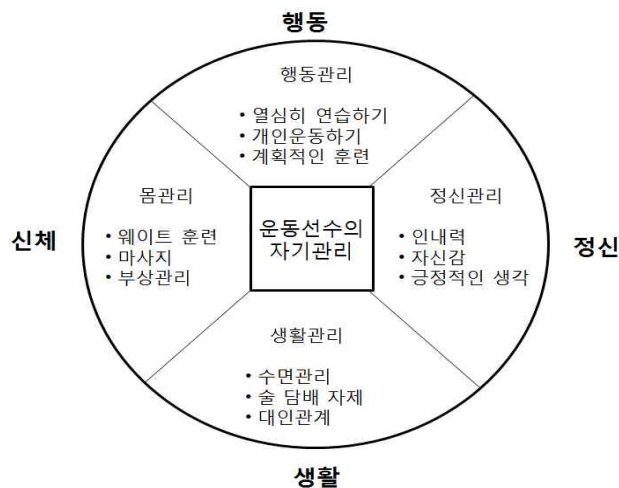 행동
행동관리
• 열심히 연습하기
• 개인운동하기
• 계획적인 훈련
신체
몸관리
• 웨이트 훈련
• 마사지
• 부상관리
운동선수의
자기관리
정신관리
• 인내력
• 자신감
• 긍정적인 생각
정신
생활관리
• 수면관리
• 술 담배 자제
• 대인관계
생활